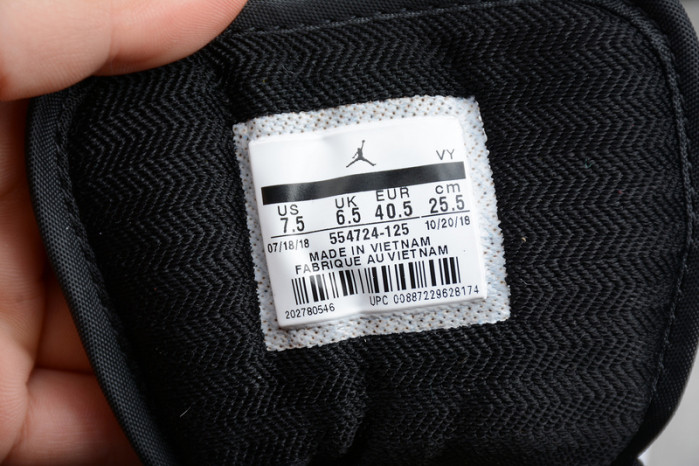 VY
US UK EUR cm
7.5 6.5 40.5 25.5
07/18/18 554724-125 10/20/18
MADE IN VIETNAM
FABRIQUE AU VIETNAM
202780546 UPC 00887229628174